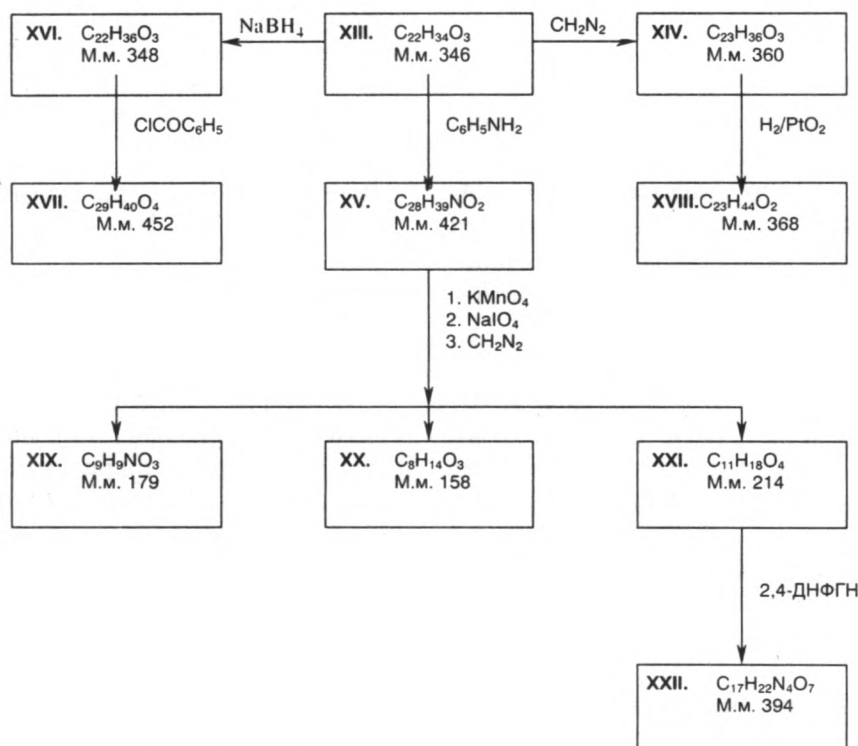 XVI. C₂₂H₃₆O₃
М.м. 348
NaBH₄
XIII. C₂₂H₃₄O₃
М.м. 346
CH₂N₂
XIV. C₂₃H₃₆O₃
М.м. 360
ClCOC₆H₅
C₆H₅NH₂
H₂/PtO₂
XVII. C₂₉H₄₀O₄
М.м. 452
XV. C₂₈H₃₉NO₂
М.м. 421
XVIII.C₂₃H₄₄O₂
М.м. 368
1. KMnO₄
2. NaIO₄
3. CH₂N₂
XIX. C₉H₉NO₃
М.м. 179
XX. C₈H₁₄O₃
М.м. 158
XXI. C₁₁H₁₈O₄
М.м. 214
2,4-ДНФГН
XXII. C₁₇H₂₂N₄O₇
М.м. 394